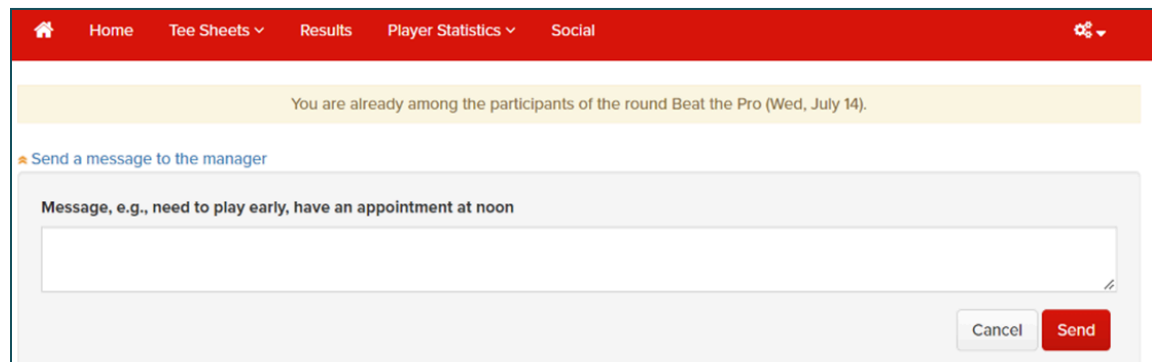 Home Tee Sheets Results Player Statistics Social
You are already among the participants of the round Beat the Pro (Wed, July 14).
Send a message to the manager
Message, e.g., need to play early, have an appointment at noon
Cancel Send